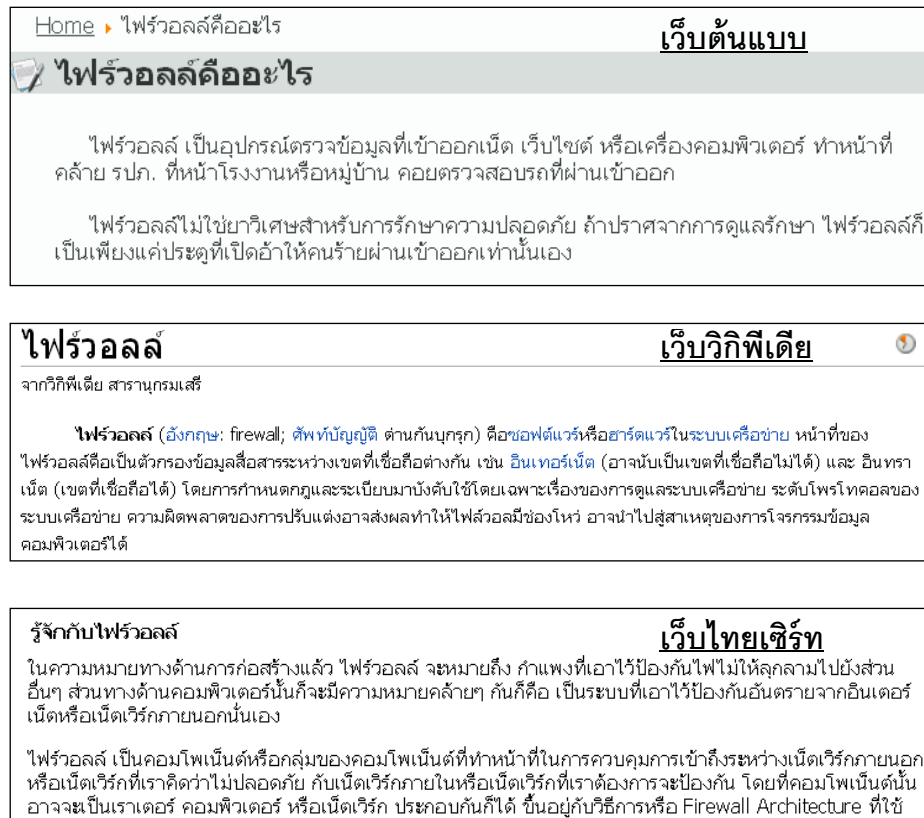 Home ▸ ไฟร์วอลล์คืออะไร
เว็บต้นแบบ
ไฟร์วอลล์คืออะไร
ไฟร์วอลล์ เป็นอุปกรณ์ตรวจข้อมูลที่เข้าออกเน็ต เว็บไซต์ หรือเครื่องคอมพิวเตอร์ ทำหน้าที่
คล้าย รปภ. ที่หน้าโรงงานหรือหมู่บ้าน คอยตรวจสอบรถที่ผ่านเข้าออก
ไฟร์วอลล์ไม่ใช่ยาวิเศษสำหรับการรักษาความปลอดภัย ถ้าปราศจากการดูแลรักษา ไฟร์วอลล์ก็
เป็นเพียงแค่ประตูที่เปิดอ้าให้คนร้ายผ่านเข้าออกเท่านั้นเอง
ไฟร์วอลล์
เว็บวิกิพีเดีย
จากวิกิพีเดีย สารานุกรมเสรี
ไฟร์วอลล์ (อังกฤษ: firewall; ศัพท์บัญญัติ ด่านกันบุกรุก) คือซอฟต์แวร์หรือฮาร์ดแวร์ในระบบเครือข่าย หน้าที่ของ
ไฟร์วอลล์คือเป็นตัวกรองข้อมูลสื่อสารระหว่างเขตที่เชื่อถือต่างกัน เช่น อินเทอร์เน็ต (อาจนับเป็นเขตที่เชื่อถือไม่ได้) และ อินทรา
เน็ต (เขตที่เชื่อถือได้) โดยการกำหนดกฎและระเบียบมาบังคับใช้โดยเฉพาะเรื่องของการดูแลระบบเครือข่าย ระดับโพรโทคอลของ
ระบบเครือข่าย ความผิดพลาดของการปรับแต่งอาจส่งผลทำให้ไฟล์วอลมีช่องโหว่ อาจนำไปสู่สาเหตุของการโจรกรรมข้อมูล
คอมพิวเตอร์ได้
รู้จักกับไฟร์วอลล์
เว็บไทยเซิร์ท
ในความหมายทางด้านการก่อสร้างแล้ว ไฟร์วอลล์ จะหมายถึง กำแพงที่เอาไว้ป้องกันไฟไม่ให้ลุกลามไปยังส่วน
อื่นๆ ส่วนทางด้านคอมพิวเตอร์นั้นก็จะมีความหมายคล้ายๆ กันก็คือ เป็นระบบที่เอาไว้ป้องกันอันตรายจากอินเตอร์
เน็ตหรือเน็ตเวิร์กภายนอกนั่นเอง
ไฟร์วอลล์ เป็นคอมโพเน็นต์หรือกลุ่มของคอมโพเน็นต์ที่ทำหน้าที่ในการควบคุมการเข้าถึงระหว่างเน็ตเวิร์กภายนอก
หรือเน็ตเวิร์กที่เราคิดว่าไม่ปลอดภัย กับเน็ตเวิร์กภายในหรือเน็ตเวิร์กที่เราต้องการจะป้องกัน โดยที่คอมโพเน็นต์นั้น
อาจจะเป็นเราเตอร์ คอมพิวเตอร์ หรือเน็ตเวิร์ก ประกอบกันก็ได้ ขึ้นอยู่กับวิธีการหรือ Firewall Architecture ที่ใช้